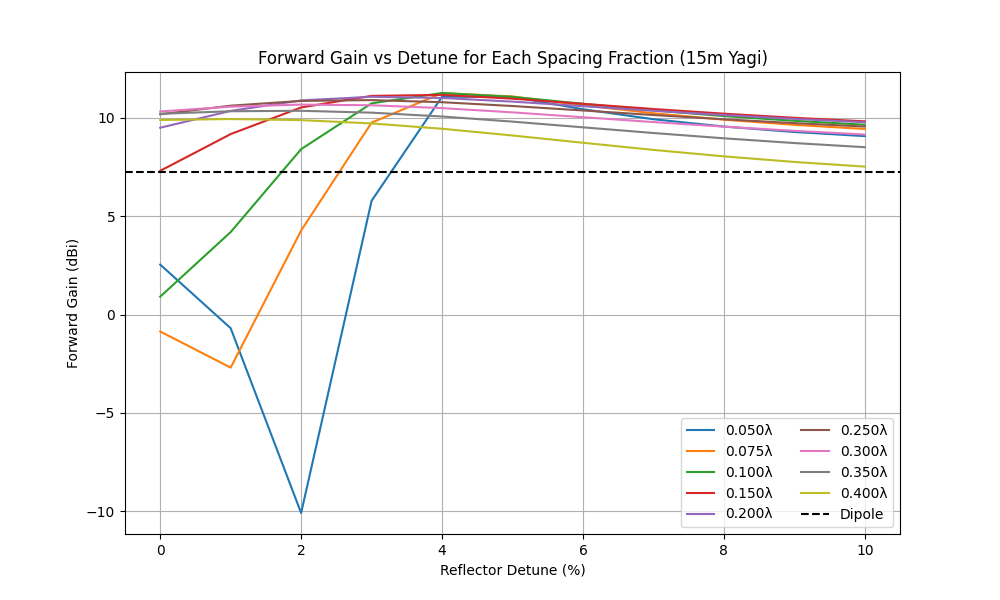 Forward Gain vs Detune for Each Spacing Fraction (15m Yagi)
Forward Gain (dBi)
10
5
0
−5
−10
0 2 4 6 8 10
Reflector Detune (%)
0.050λ
0.075λ
0.100λ
0.150λ
0.200λ
0.250λ
0.300λ
0.350λ
0.400λ
Dipole